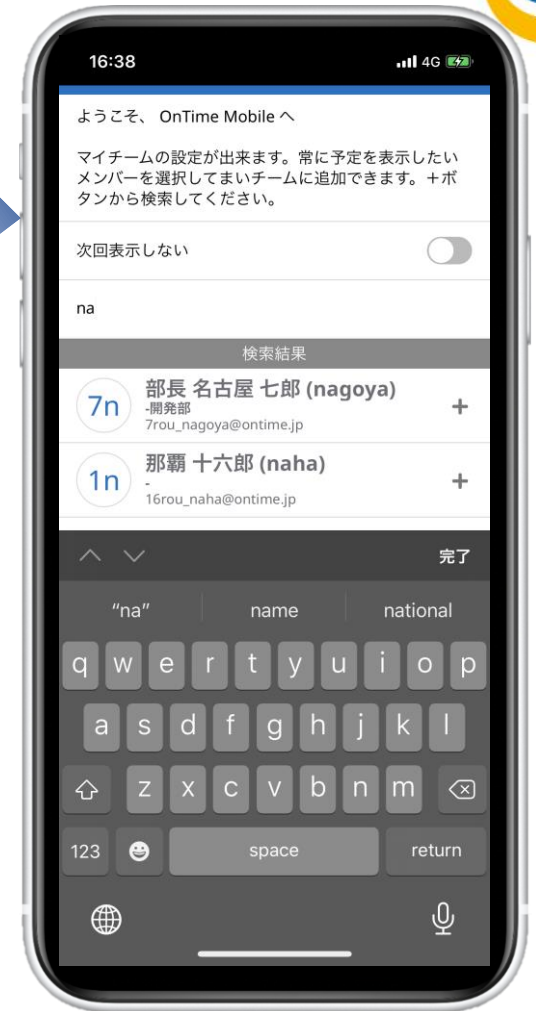 16:38 4G 47
ようこそ、 OnTime Mobile へ
マイチームの設定が出来ます。常に予定を表示したい
メンバーを選択してまいチームに追加できます。＋ボ
タンから検索してください。
次回表示しない
na
検索結果
7n 部長 名古屋 七郎 (nagoya) +
-開発部
7rou_nagoya@ontime.jp
1n 那覇 十六郎 (naha) +
-
16rou_naha@ontime.jp
完了
“na” name national
q w e r t y u i o p
a s d f g h j k l
z x c v b n m
123 space return